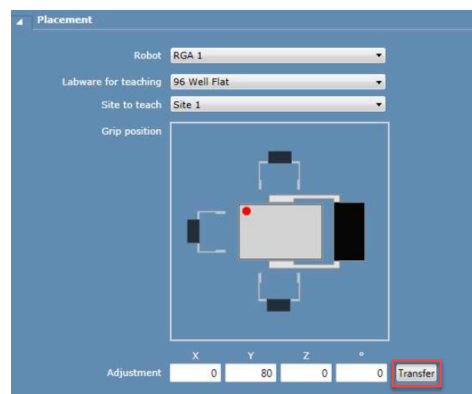 Placement
Robot RGA 1
Labware for teaching 96 Well Flat
Site to teach Site 1
Grip position
X Y Z °
Adjustment 0 80 0 0 Transfer